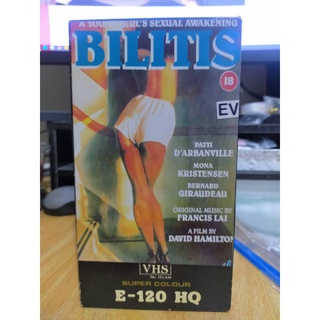 A YOUNG GIRL'S SEXUAL AWAKENING
BILITIS
18
EV
PATTI
D'ARBANVILLE
MONA
KRISTENSEN
BERNARD
GIRAUDEAU
ORIGINAL MUSIC BY
FRANCIS LAI
A FILM BY
DAVID HAMILTON
VHS
SUPER COLOUR
E-120 HQ